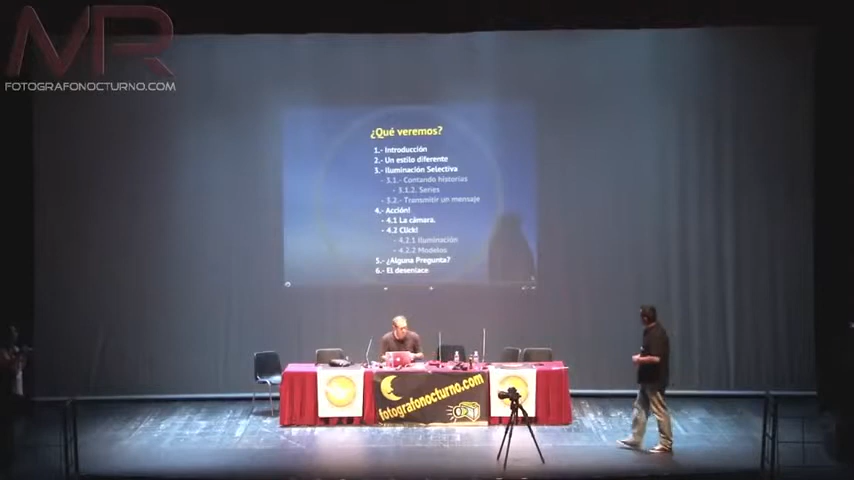 MR
FOTOGRAFONOCTURNO.COM
¿Qué veremos?
1.- Introducción
2.- Un estilo diferente
3.- Iluminación Selectiva
- 3.1.- Contando historias
- 3.1.2. Series
- 3.2.- Transmitir un mensaje
4.- Acción!
- 4.1 La cámara.
- 4.2 Click!
- 4.2.1 Iluminación
- 4.2.2 Modelos
5.- ¿Alguna Pregunta?
6.- El desenlace
fotografonocturno.com